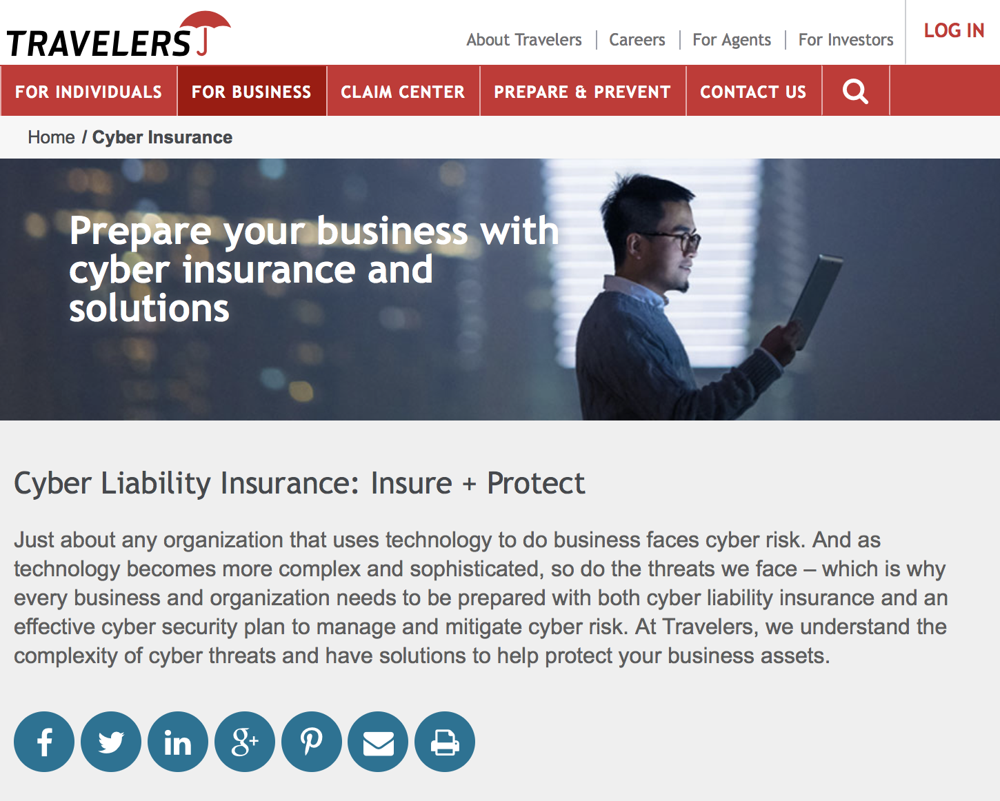 TRAVELERS
About Travelers
Careers
For Agents
For Investors
LOG IN
FOR INDIVIDUALS
FOR BUSINESS
CLAIM CENTER
PREPARE & PREVENT
CONTACT US
Home / Cyber Insurance
Prepare your business with
cyber insurance and
solutions
Cyber Liability Insurance: Insure + Protect
Just about any organization that uses technology to do business faces cyber risk. And as
technology becomes more complex and sophisticated, so do the threats we face – which is why
every business and organization needs to be prepared with both cyber liability insurance and an
effective cyber security plan to manage and mitigate cyber risk. At Travelers, we understand the
complexity of cyber threats and have solutions to help protect your business assets.
f
in
g+